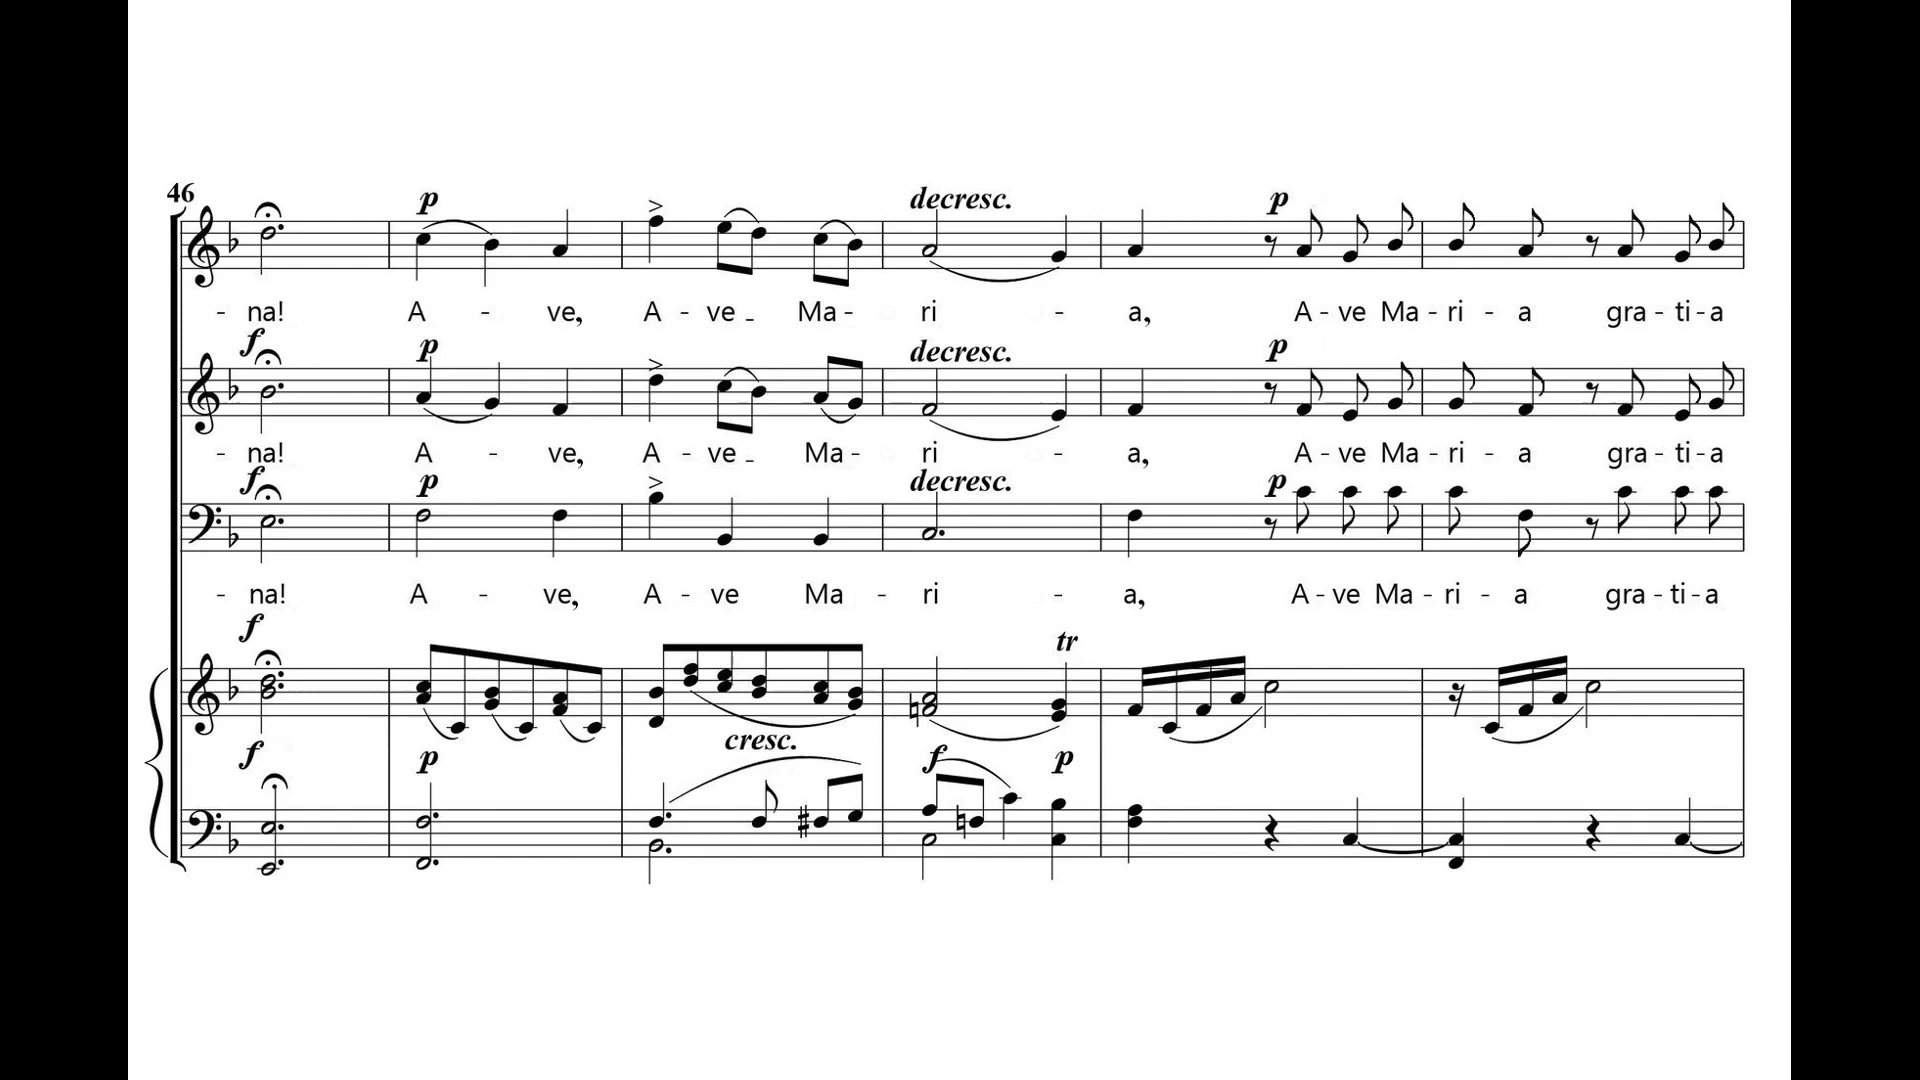 46
p decresc. p
- na! A - ve, A - ve _ Ma - ri - a, A - ve Ma - ri - a gra - ti - a
f p decresc. p
- na! A - ve, A - ve _ Ma - ri - a, A - ve Ma - ri - a gra - ti - a
f p decresc. p
- na! A - ve, A - ve Ma - ri - a, A - ve Ma - ri - a gra - ti - a
f tr
cresc.
f p f p